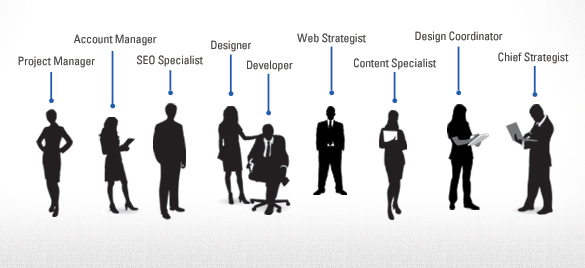 Project Manager
Account Manager
SEO Specialist
Designer
Developer
Web Strategist
Content Specialist
Design Coordinator
Chief Strategist